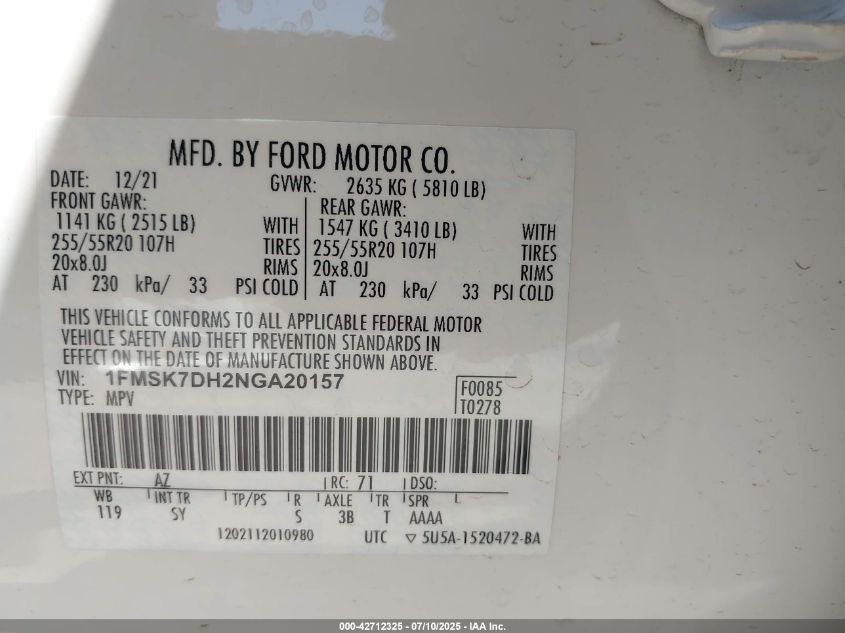 MFD. BY FORD MOTOR CO.
DATE: 12/21 GVWR: 2635 KG ( 5810 LB)
FRONT GAWR: REAR GAWR:
1141 KG ( 2515 LB) WITH 1547 KG ( 3410 LB) WITH
255/55R20 107H TIRES 255/55R20 107H TIRES
20x8.0J RIMS 20x8.0J RIMS
AT 230 kPa/ 33 PSI COLD AT 230 kPa/ 33 PSI COLD
THIS VEHICLE CONFORMS TO ALL APPLICABLE FEDERAL MOTOR
VEHICLE SAFETY AND THEFT PREVENTION STANDARDS IN
EFFECT ON THE DATE OF MANUFACTURE SHOWN ABOVE.
VIN: 1FMSK7DH2NGA20157 F0085
TYPE: MPV T0278
EXT PNT: AZ RC: 71 DSO:
WB INT TR TP/PS R AXLE TR SPR
119 SY S 3B T AAAA
1202112010980 UTC ▽ 5U5A-1520472-BA
000-42712325 - 07/10/2025 - IAA Inc.